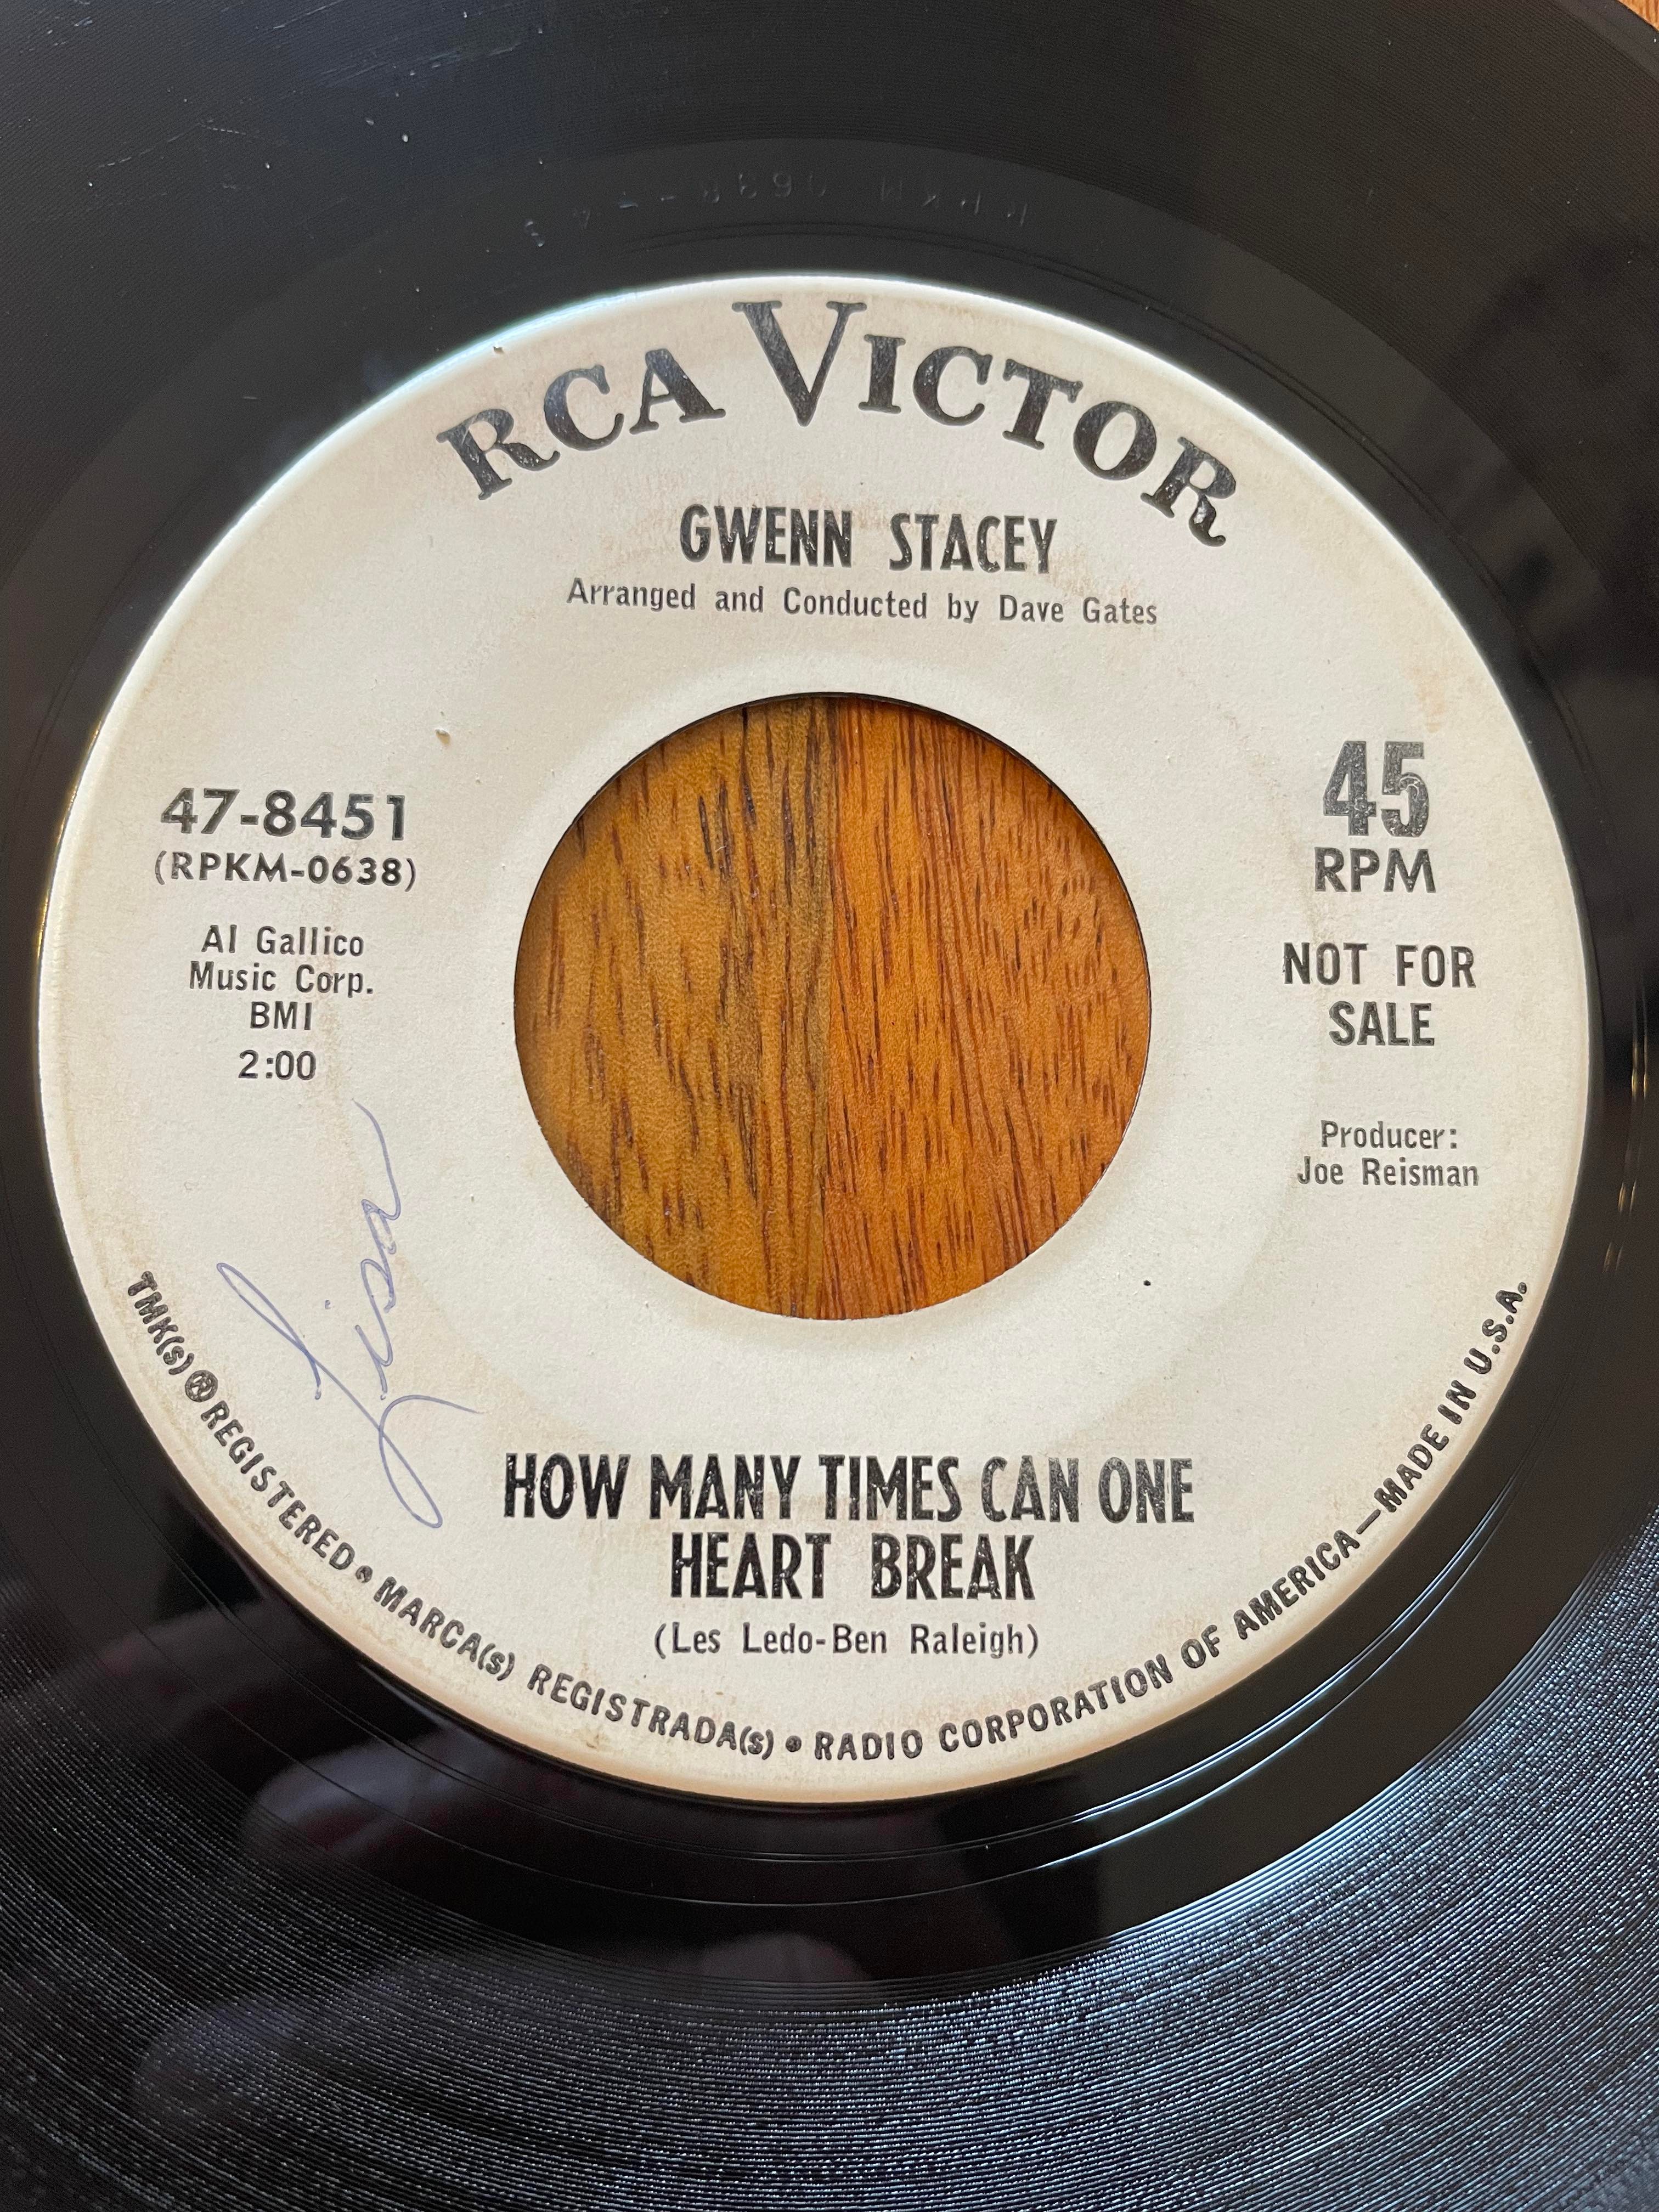 RCA VICTOR
GWENN STACEY
Arranged and Conducted by Dave Gates
47-8451
(RPKM-0638)
Al Gallico
Music Corp.
BMI
2:00
45
RPM
NOT FOR
SALE
Producer:
Joe Reisman
Lisa
HOW MANY TIMES CAN ONE
HEART BREAK
(Les Ledo-Ben Raleigh)
TMK(s) ® REGISTERED • MARCA(s) REGISTRADA(s) • RADIO CORPORATION OF AMERICA—MADE IN U.S.A.